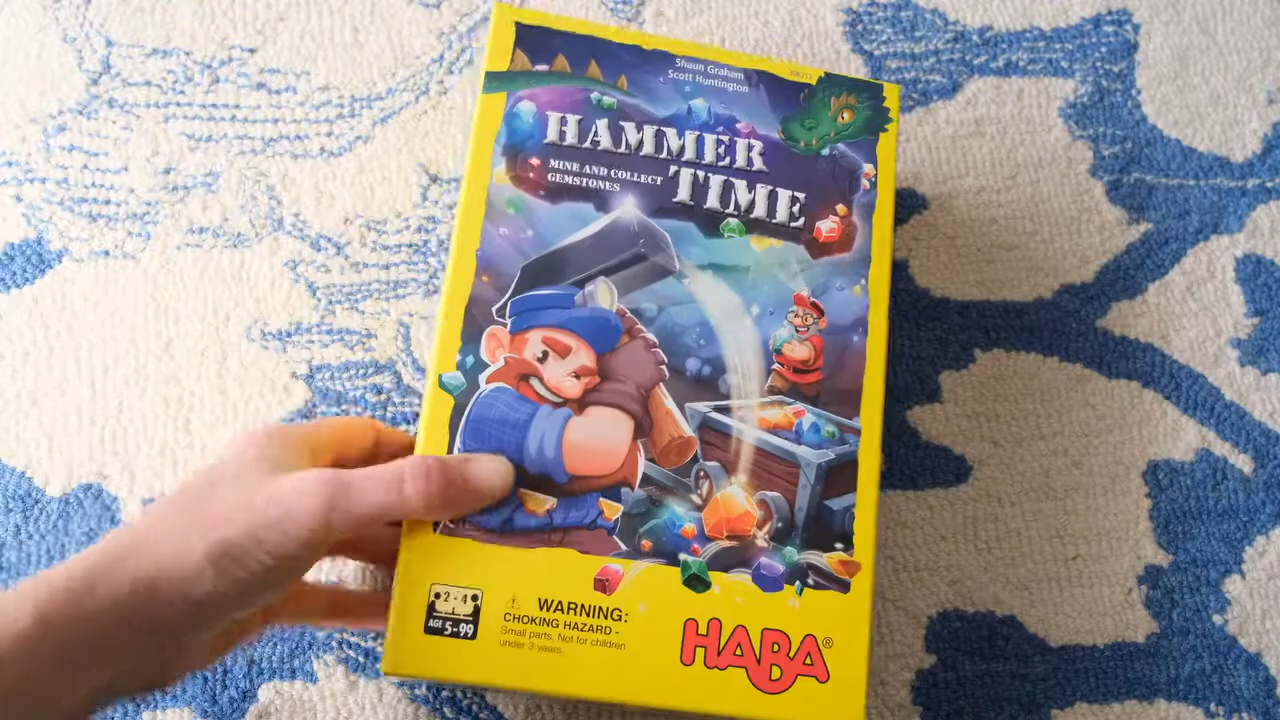 Shaun Graham
Scott Huntington
306212
HAMMER
TIME
MINE AND COLLECT
GEMSTONES
2-4
AGE 5-99
WARNING:
CHOKING HAZARD -
Small parts. Not for children
under 3 years.
HABA®